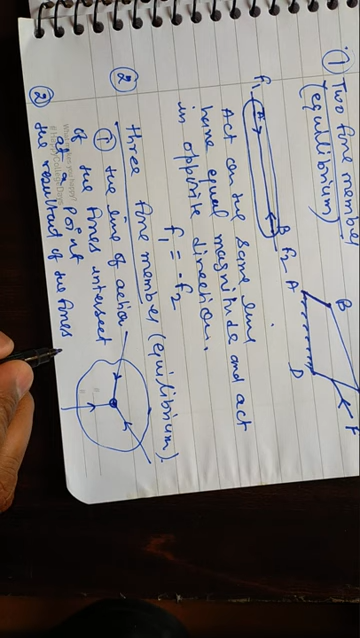 ① Two force member
(equilibrium)
A
B
D
F
f₁
A
B f₂
Act on the same line
have equal magnitude and act
in opposite direction.
f₁ = -f₂
② three force member (equilibrium).
① the line of action
of the forces intersect
at a point
② the resultant of the forces